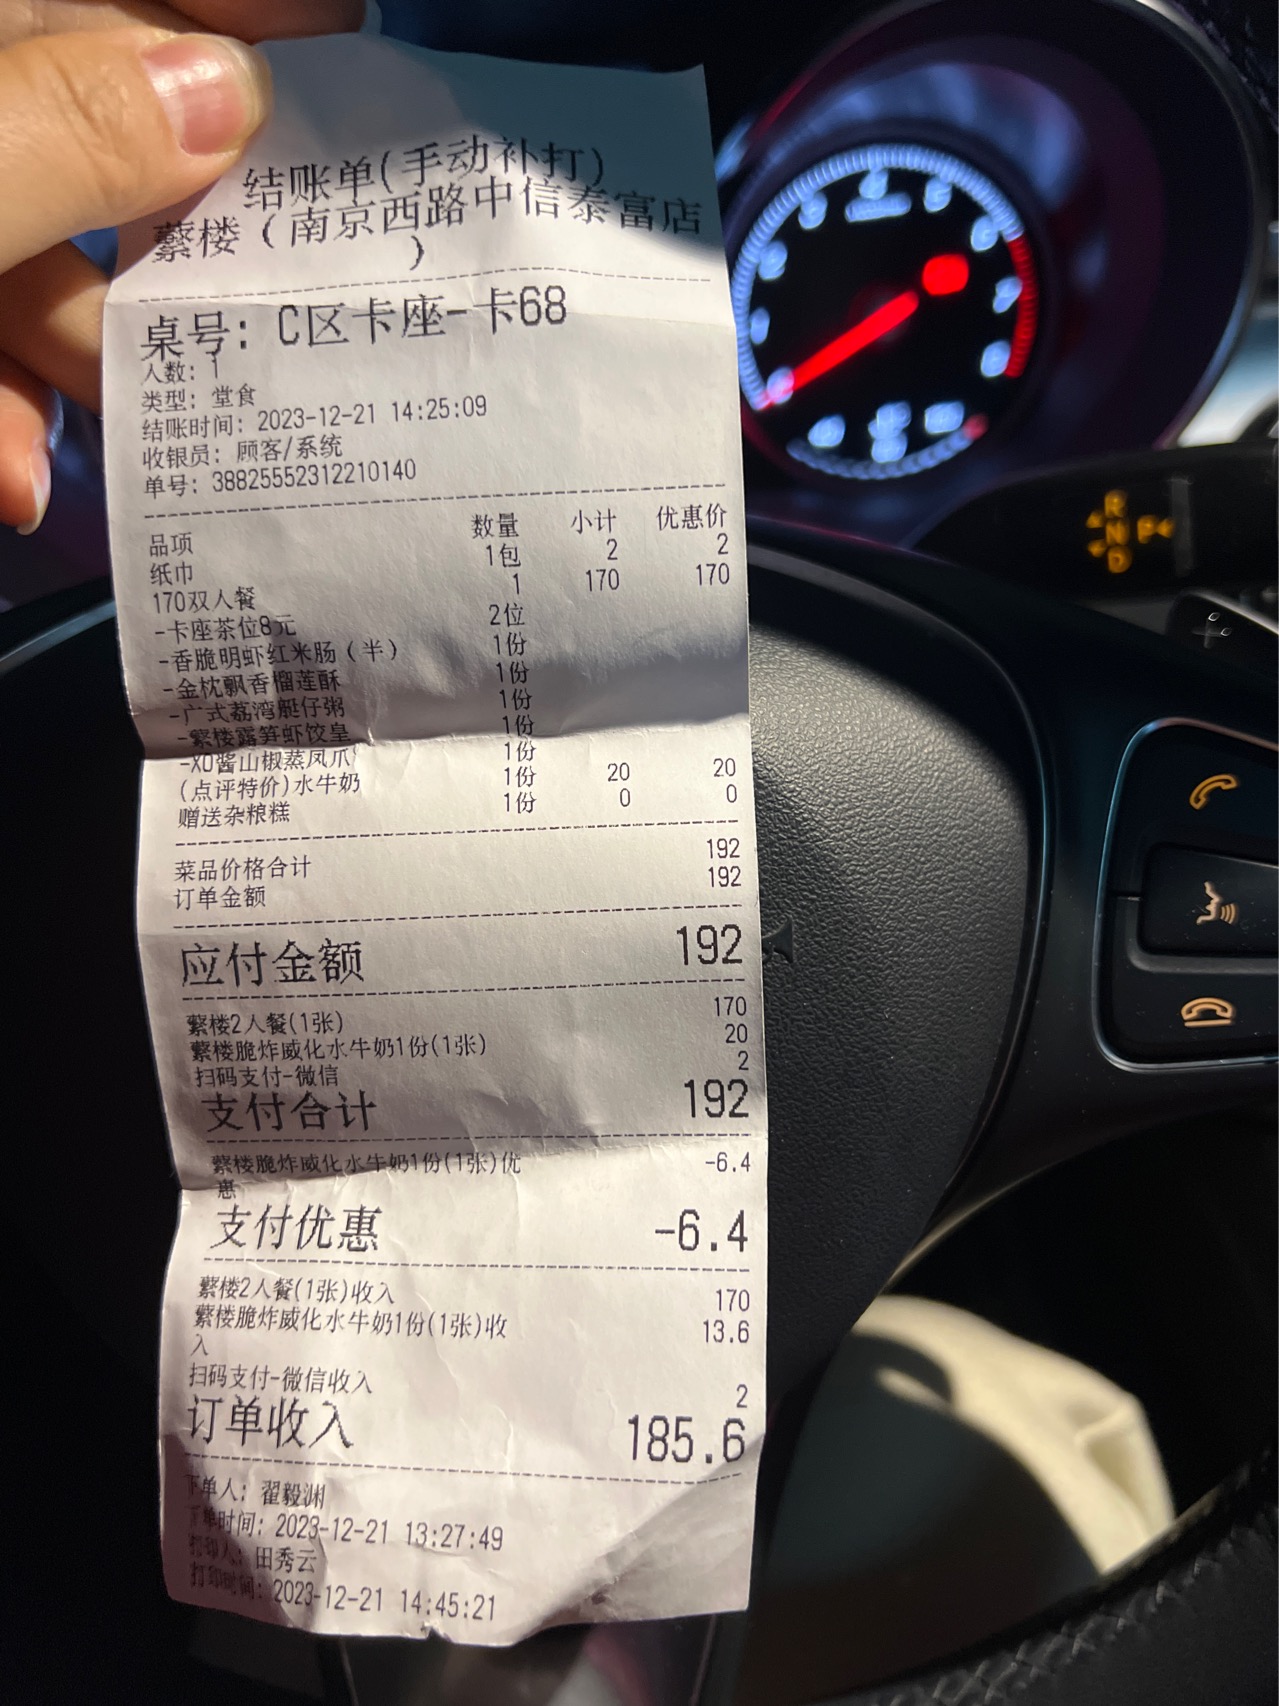 结账单(手动补打)
蘩楼（南京西路中信泰富店
）
桌号: C区卡座-卡68
人数: 1
类型: 堂食
结账时间: 2023-12-21 14:25:09
收银员: 顾客/系统
单号: 388255552312210140
品项 数量 小计 优惠价
纸巾 1包 2 2
170双人餐 1 170 170
-卡座茶位8元 2位
-香脆明虾红米肠（半） 1份
-金枕飘香榴莲酥 1份
-广式荔湾艇仔粥 1份
-蘩楼露笋虾饺皇 1份
-XO酱山椒蒸凤爪 1份
(点评特价)水牛奶 1份 20 20
赠送杂粮糕 1份 0 0
菜品价格合计 192
订单金额 192
应付金额 192
蘩楼2人餐(1张) 170
蘩楼脆炸威化水牛奶1份(1张) 20
扫码支付-微信 2
支付合计 192
蘩楼脆炸威化水牛奶1份(1张)优
惠 -6.4
支付优惠 -6.4
蘩楼2人餐(1张)收入 170
蘩楼脆炸威化水牛奶1份(1张)收
入 13.6
扫码支付-微信收入 2
订单收入 185.6
下单人: 翟毅渊
下单时间: 2023-12-21 13:27:49
打印人: 田秀云
打印时间: 2023-12-21 14:45:21
R
N P
D